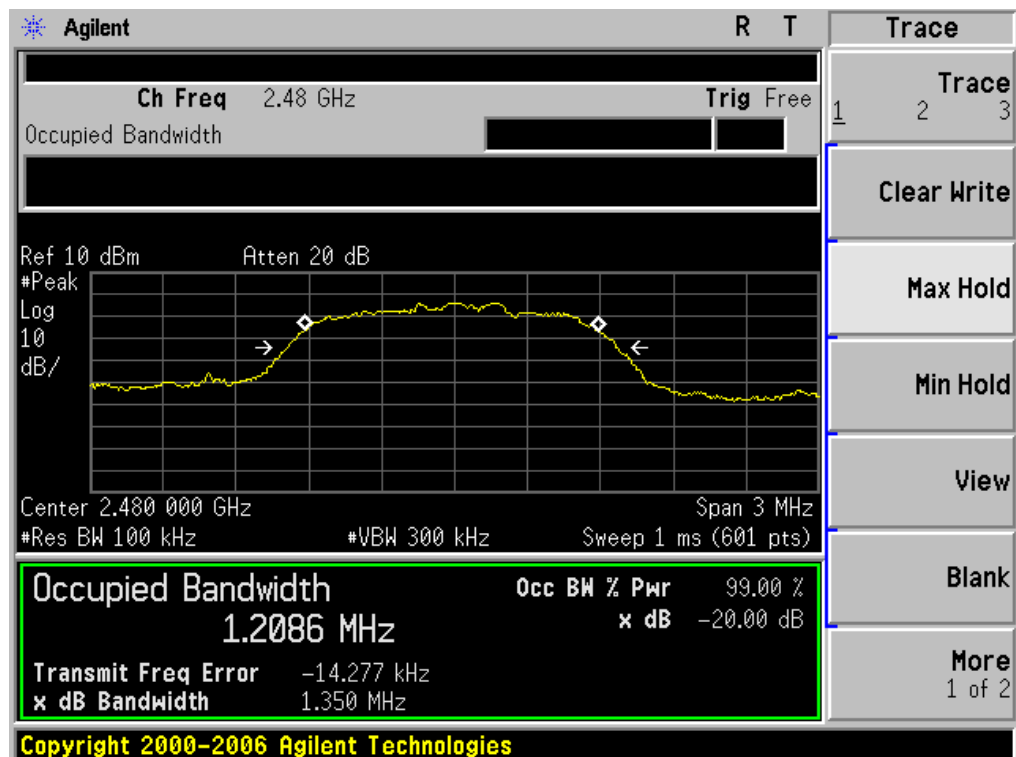 Agilent R T Trace
Ch Freq 2.48 GHz Trig Free
Occupied Bandwidth
Trace
1 2 3
Clear Write
Ref 10 dBm Atten 20 dB
#Peak
Log
10
dB/
Max Hold
Min Hold
View
Center 2.480 000 GHz Span 3 MHz
#Res BW 100 kHz #VBW 300 kHz Sweep 1 ms (601 pts)
Occupied Bandwidth
1.2086 MHz
Occ BW % Pwr 99.00 %
x dB -20.00 dB
Transmit Freq Error -14.277 kHz
x dB Bandwidth 1.350 MHz
Blank
More
1 of 2
Copyright 2000-2006 Agilent Technologies